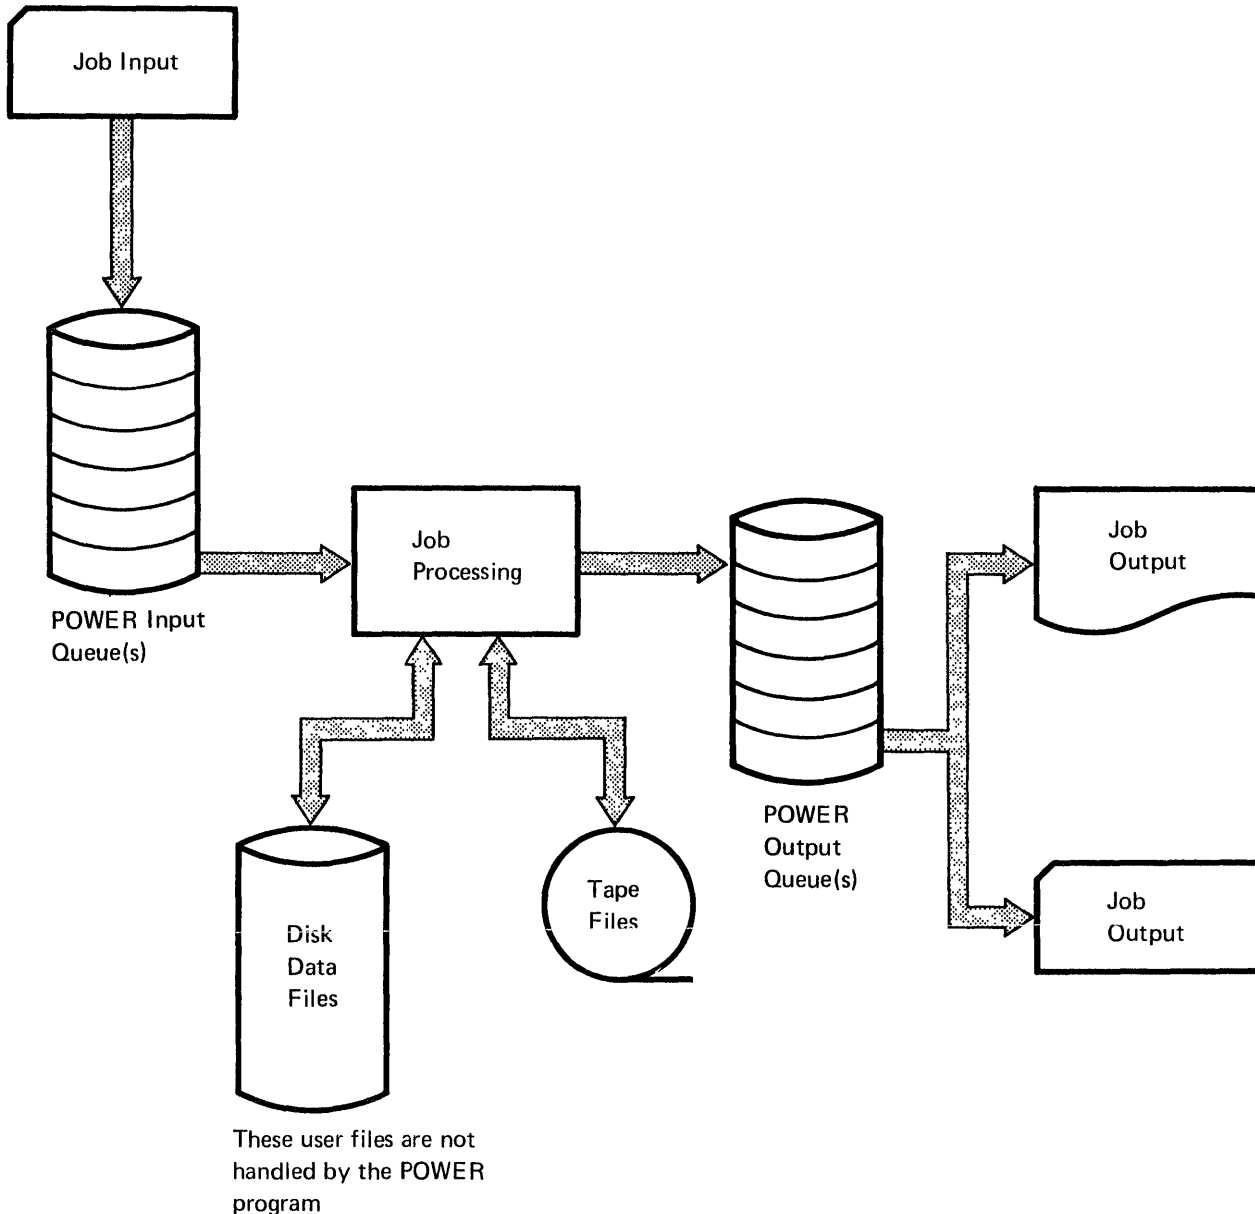 Job Input
POWER Input
Queue(s)
Job
Processing
POWER
Output
Queue(s)
Job
Output
Job
Output
Disk
Data
Files
Tape
Files
These user files are not
handled by the POWER
program